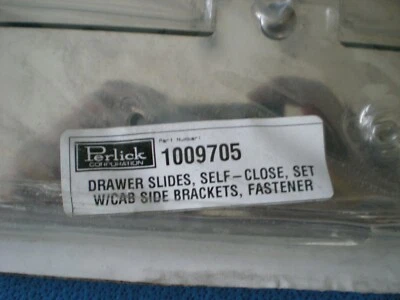 Perlick
CORPORATION
Part Number:
1009705
DRAWER SLIDES, SELF-CLOSE, SET
W/CAB SIDE BRACKETS, FASTENER